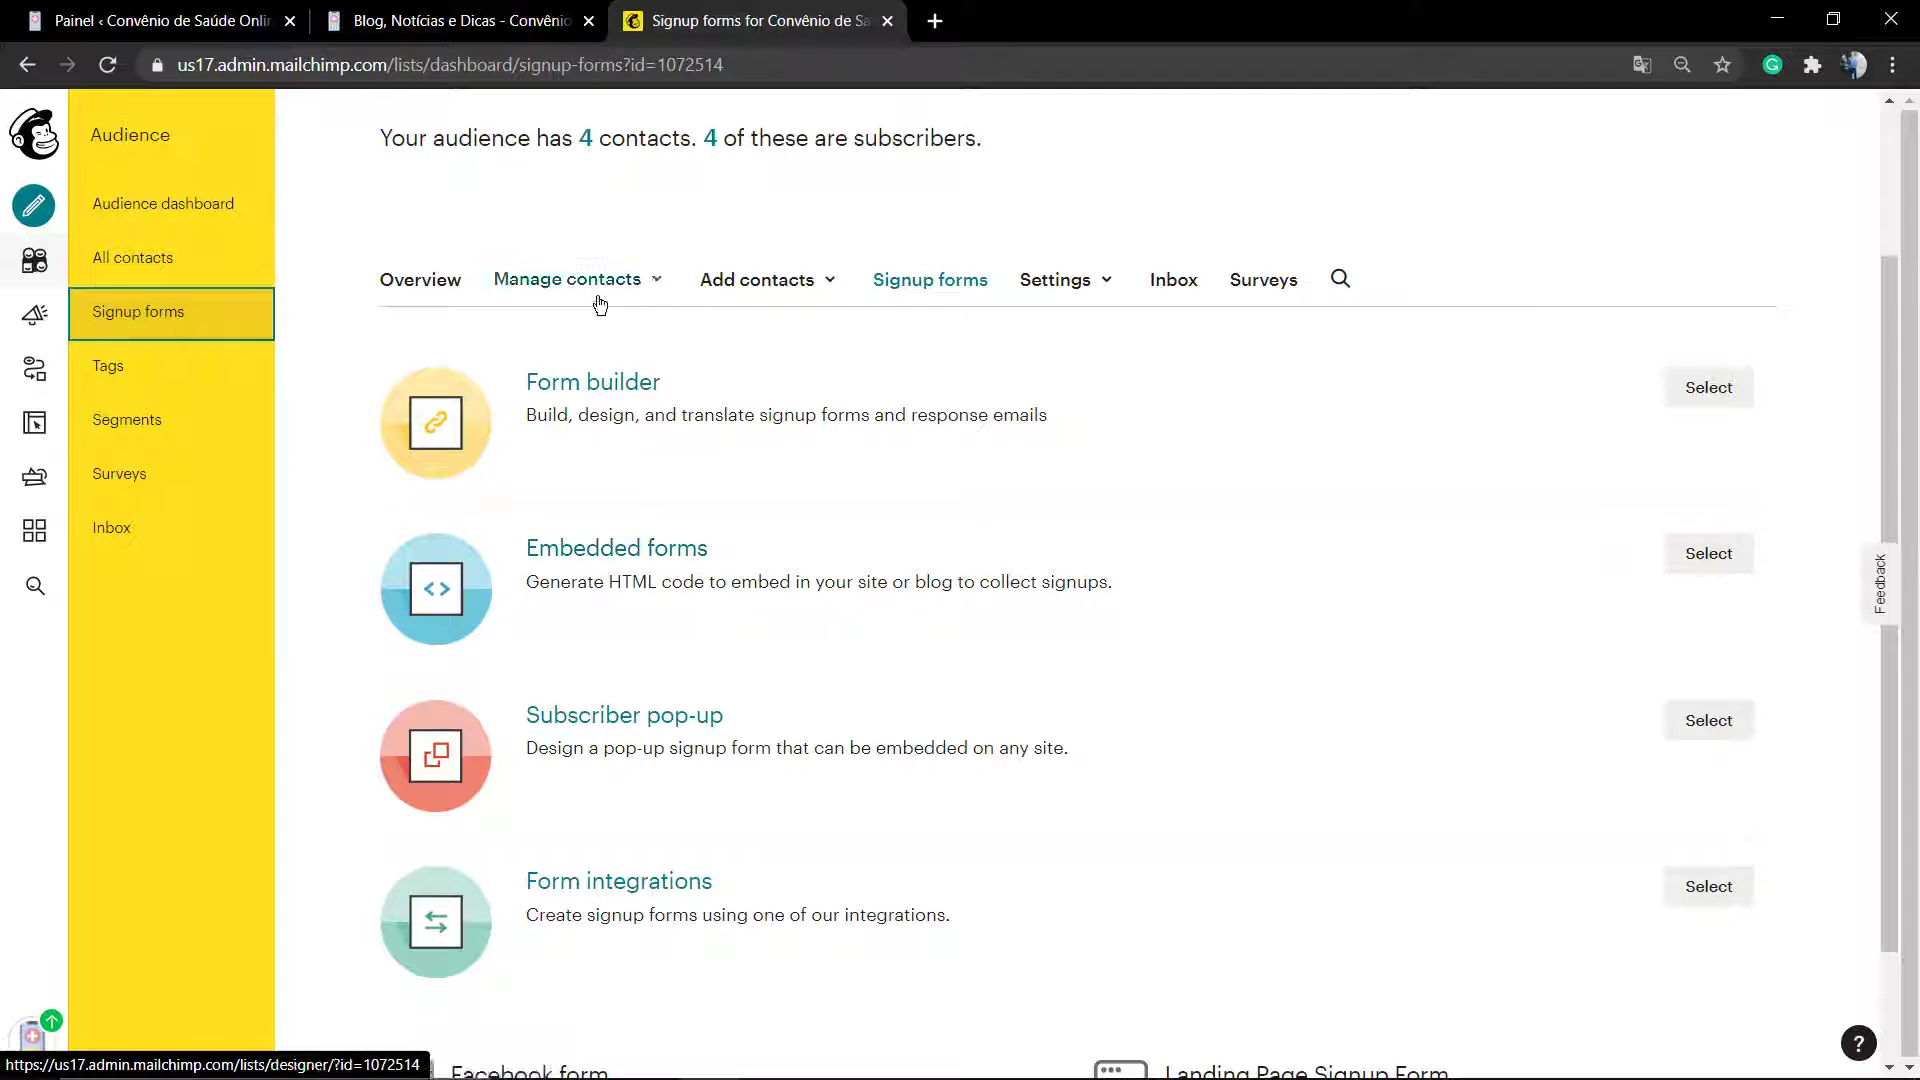 Painel ‹ Convênio de Saúde Onlin
Blog, Notícias e Dicas - Convênio
Signup forms for Convênio de Sa
us17.admin.mailchimp.com/lists/dashboard/signup-forms?id=1072514
Audience
Audience dashboard
All contacts
Signup forms
Tags
Segments
Surveys
Inbox
Your audience has 4 contacts. 4 of these are subscribers.
Overview Manage contacts Add contacts Signup forms Settings Inbox Surveys
Form builder
Build, design, and translate signup forms and response emails
Select
Embedded forms
Generate HTML code to embed in your site or blog to collect signups.
Select
Subscriber pop-up
Design a pop-up signup form that can be embedded on any site.
Select
Form integrations
Create signup forms using one of our integrations.
Select
Facebook form
Landing Page Signup Form
Feedback
?
https://us17.admin.mailchimp.com/lists/designer/?id=1072514